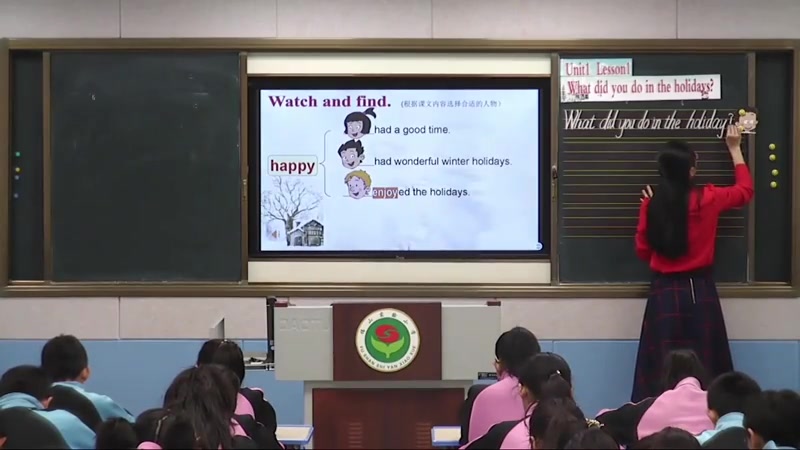 Watch and find. (根据课文内容选择合适的人物)
had a good time.
happy
had wonderful winter holidays.
enjoyed the holidays.
Unit1 Lesson1
What did you do in the holidays?
What did you do in the holiday?